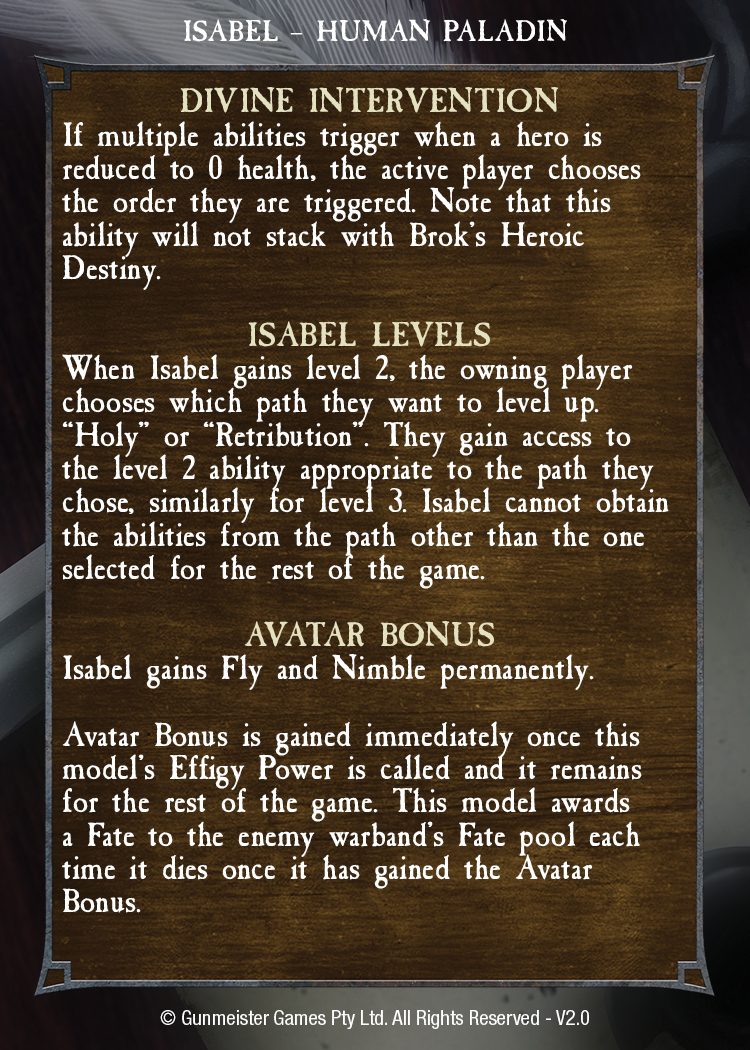 ISABEL – HUMAN PALADIN
DIVINE INTERVENTION
If multiple abilities trigger when a hero is
reduced to 0 health, the active player chooses
the order they are triggered. Note that this
ability will not stack with Brok's Heroic
Destiny.
ISABEL LEVELS
When Isabel gains level 2, the owning player
chooses which path they want to level up.
“Holy” or “Retribution”. They gain access to
the level 2 ability appropriate to the path they
chose, similarly for level 3. Isabel cannot obtain
the abilities from the path other than the one
selected for the rest of the game.
AVATAR BONUS
Isabel gains Fly and Nimble permanently.
Avatar Bonus is gained immediately once this
model's Effigy Power is called and it remains
for the rest of the game. This model awards
a Fate to the enemy warband's Fate pool each
time it dies once it has gained the Avatar
Bonus.
© Gunmeister Games Pty Ltd. All Rights Reserved - V2.0